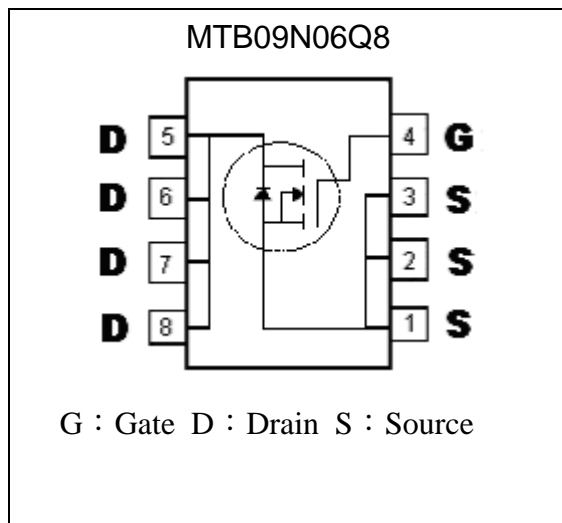 MTB09N06Q8
D 5 4 G
D 6 3 S
D 7 2 S
D 8 1 S
G：Gate D：Drain S：Source